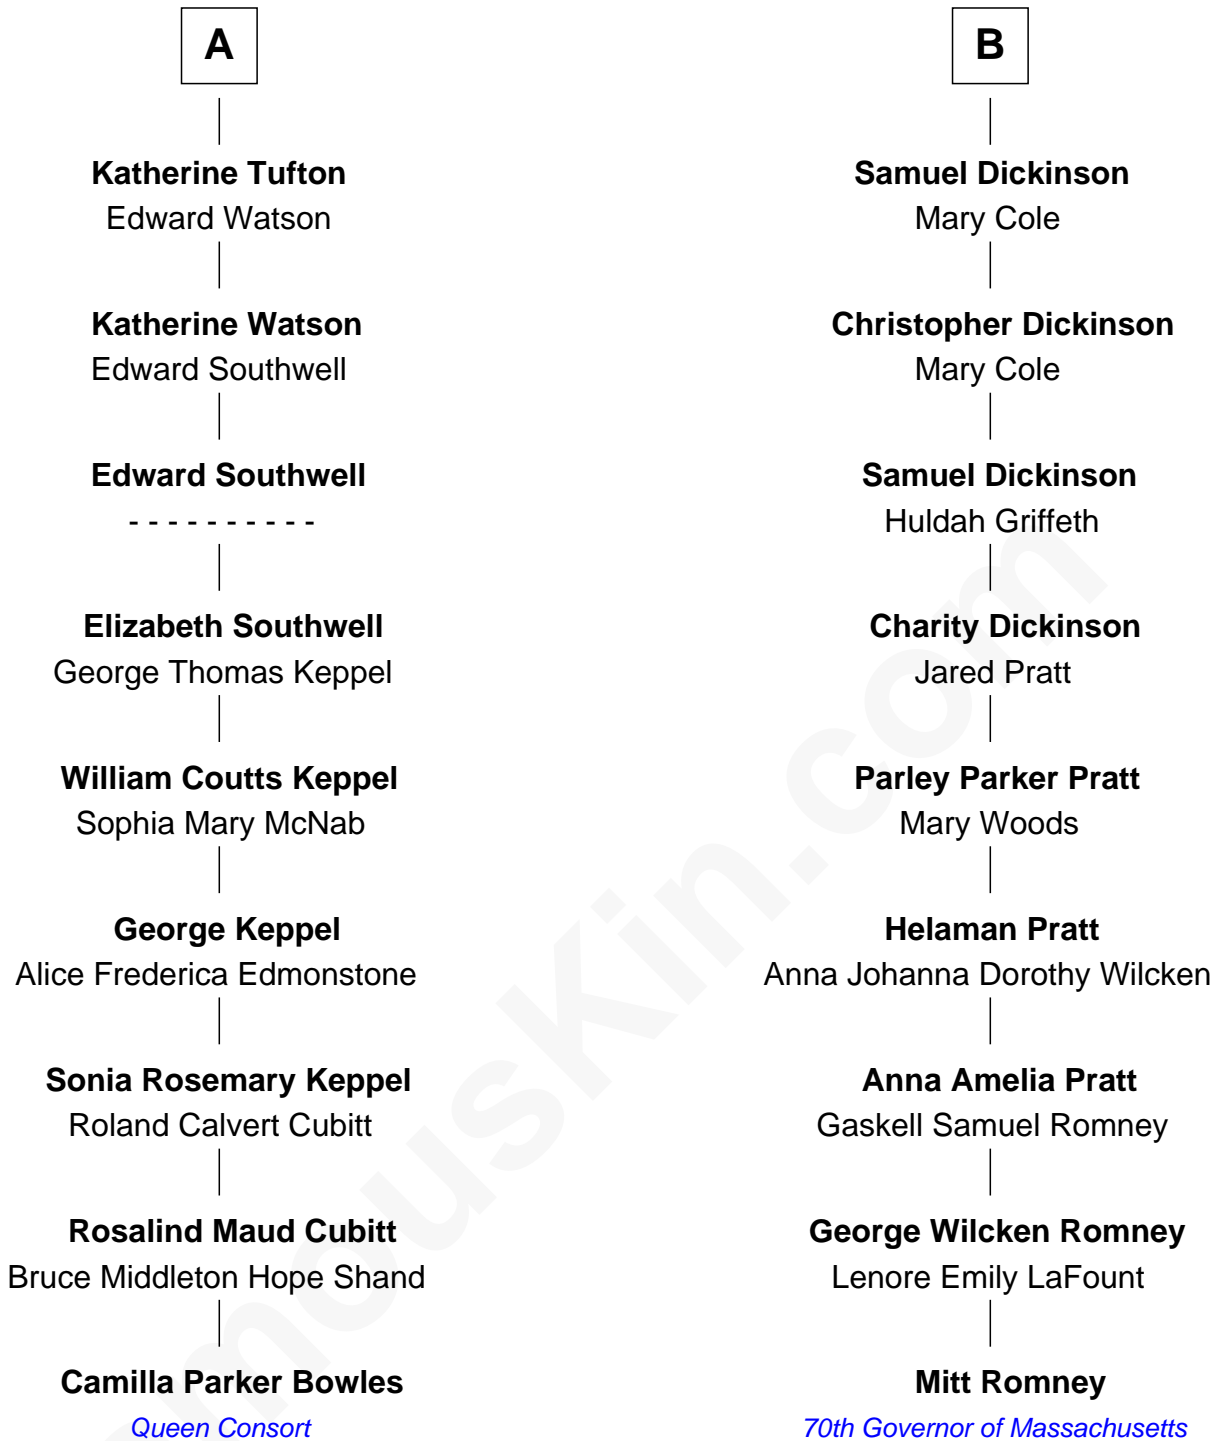 A
Katherine Tufton
Edward Watson
Katherine Watson
Edward Southwell
Edward Southwell
- - - - - - - - - -
Elizabeth Southwell
George Thomas Keppel
William Coutts Keppel
Sophia Mary McNab
George Keppel
Alice Frederica Edmonstone
Sonia Rosemary Keppel
Roland Calvert Cubitt
Rosalind Maud Cubitt
Bruce Middleton Hope Shand
Camilla Parker Bowles
Queen Consort
B
Samuel Dickinson
Mary Cole
Christopher Dickinson
Mary Cole
Samuel Dickinson
Huldah Griffeth
Charity Dickinson
Jared Pratt
Parley Parker Pratt
Mary Woods
Helaman Pratt
Anna Johanna Dorothy Wilcken
Anna Amelia Pratt
Gaskell Samuel Romney
George Wilcken Romney
Lenore Emily LaFount
Mitt Romney
70th Governor of Massachusetts
mousKin.com